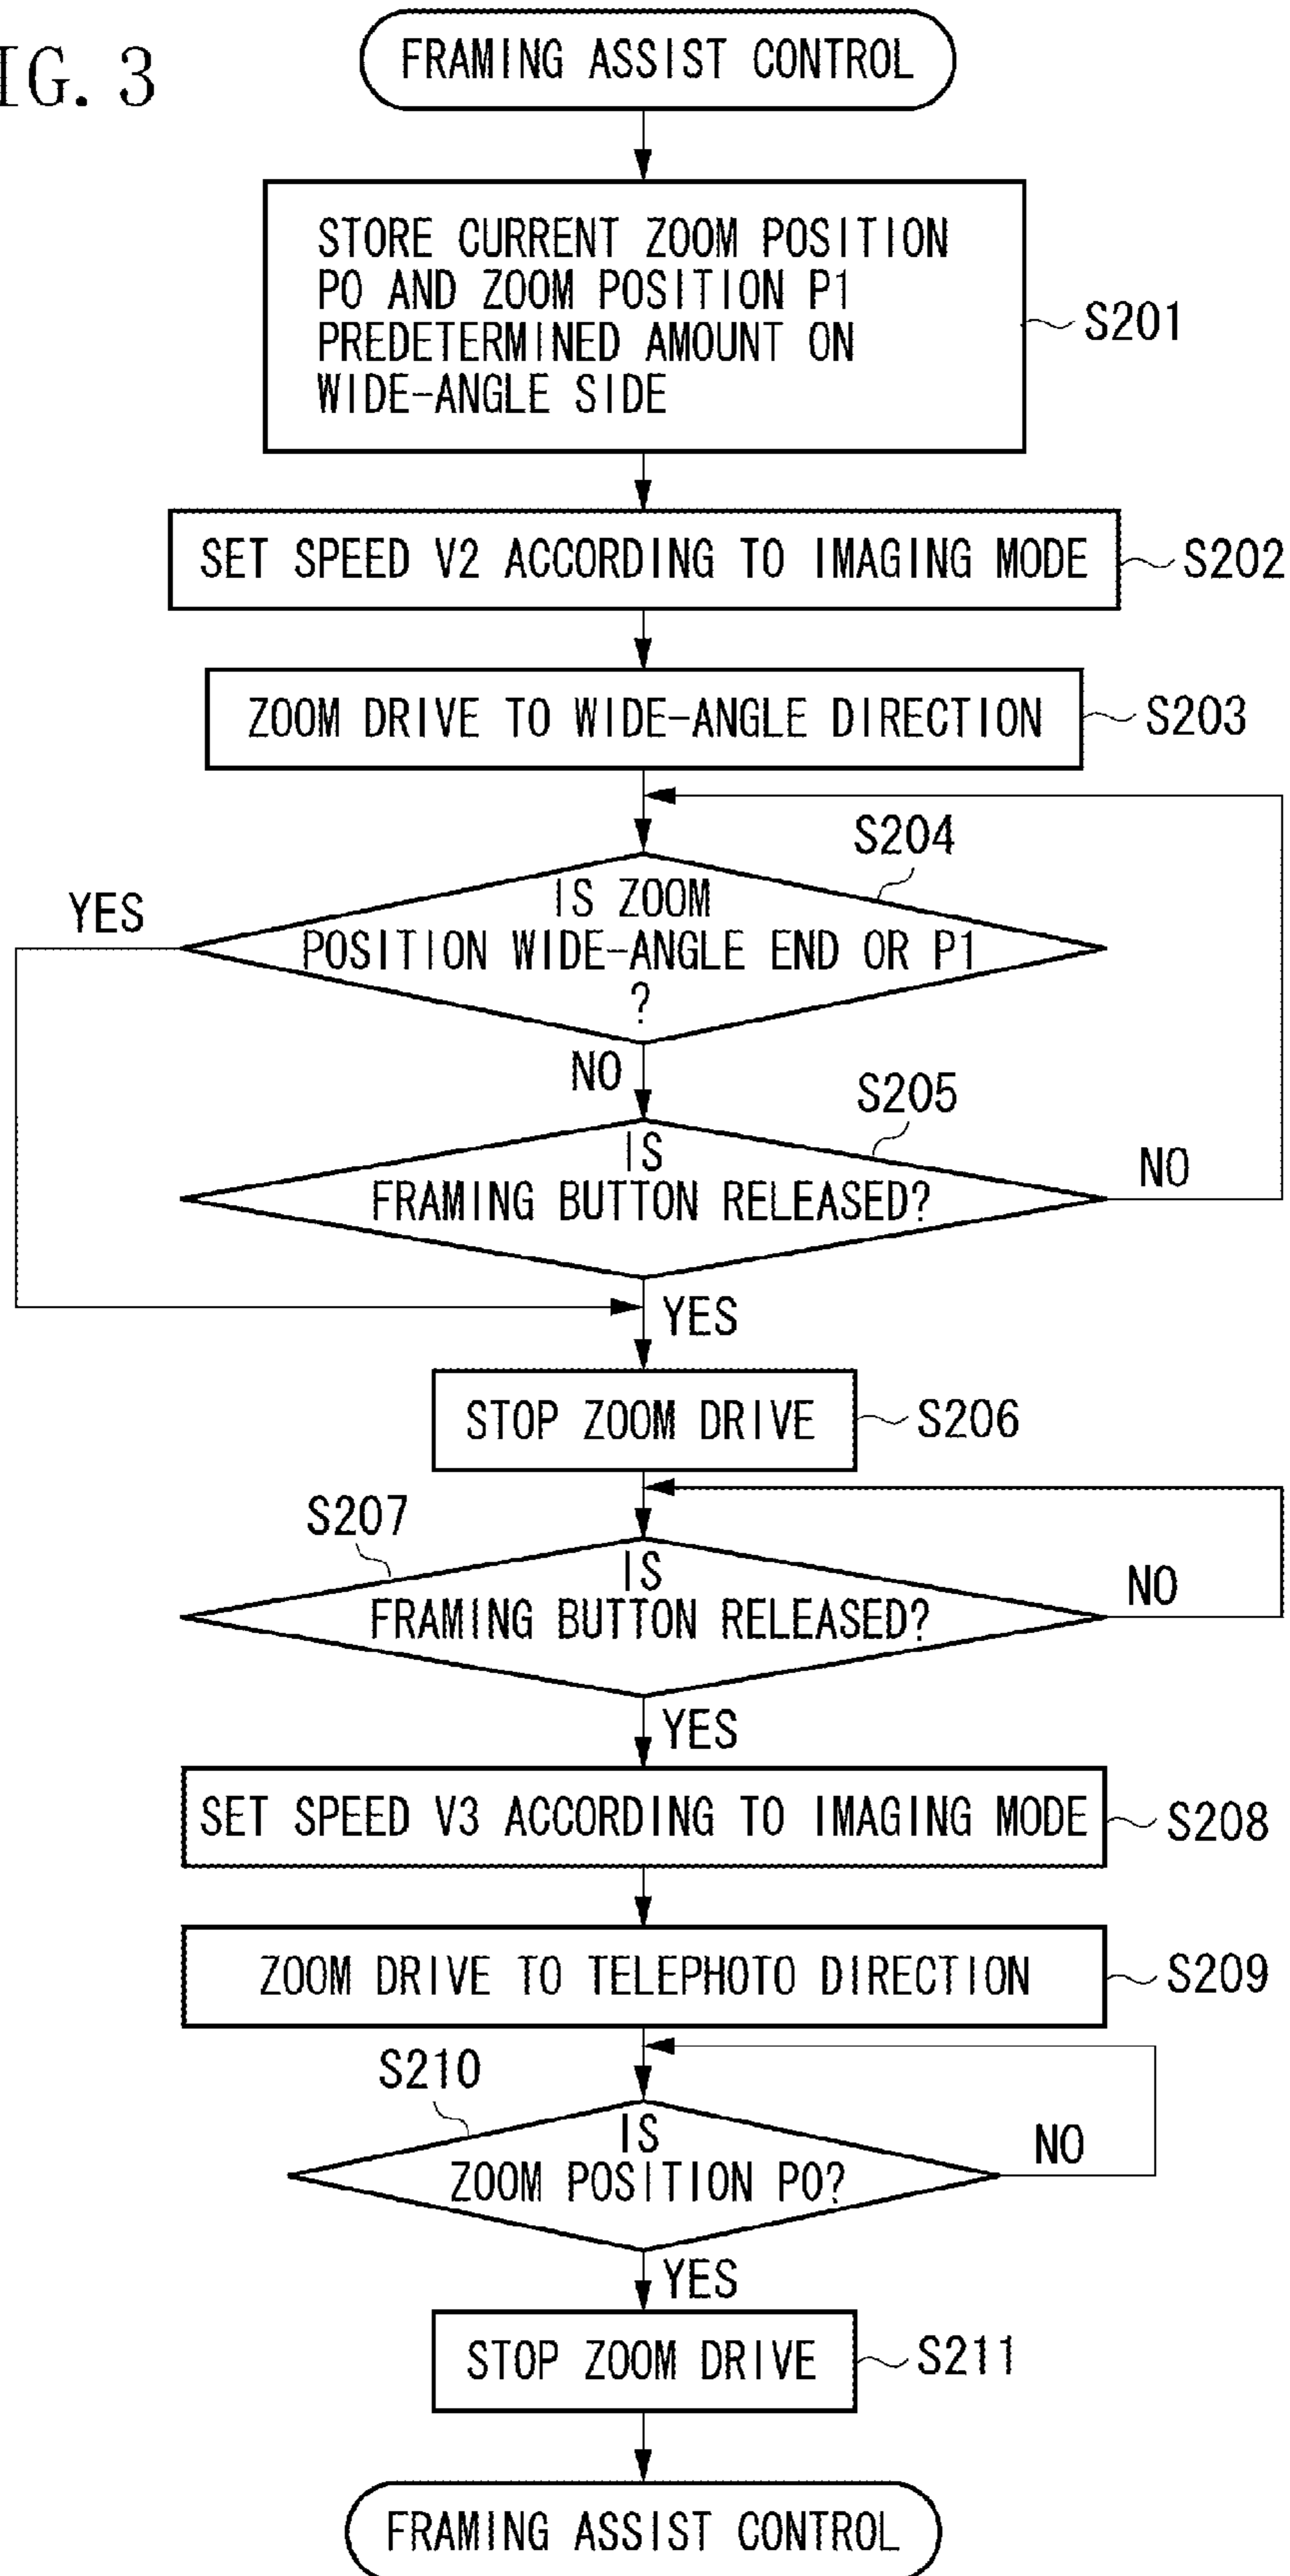 IG. 3
FRAMING ASSIST CONTROL
STORE CURRENT ZOOM POSITION
P0 AND ZOOM POSITION P1
PREDETERMINED AMOUNT ON
WIDE-ANGLE SIDE
S201
SET SPEED V2 ACCORDING TO IMAGING MODE
S202
ZOOM DRIVE TO WIDE-ANGLE DIRECTION
S203
S204
YES
IS ZOOM
POSITION WIDE-ANGLE END OR P1
?
NO
S205
IS
FRAMING BUTTON RELEASED?
NO
YES
STOP ZOOM DRIVE
S206
S207
IS
FRAMING BUTTON RELEASED?
NO
YES
SET SPEED V3 ACCORDING TO IMAGING MODE
S208
ZOOM DRIVE TO TELEPHOTO DIRECTION
S209
S210
IS
ZOOM POSITION P0?
NO
YES
STOP ZOOM DRIVE
S211
FRAMING ASSIST CONTROL